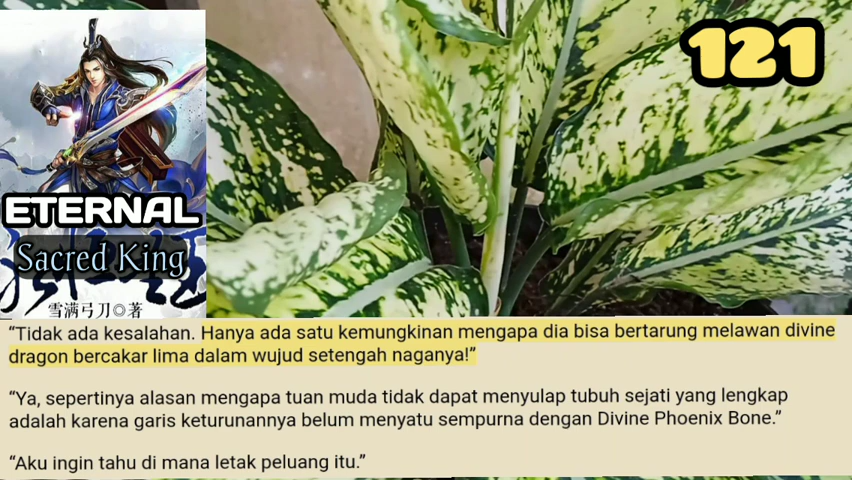 121
ETERNAL
Sacred King
雪满弓刀◎著
“Tidak ada kesalahan. Hanya ada satu kemungkinan mengapa dia bisa bertarung melawan divine
dragon bercakar lima dalam wujud setengah naganya!”
“Ya, sepertinya alasan mengapa tuan muda tidak dapat menyulap tubuh sejati yang lengkap
adalah karena garis keturunannya belum menyatu sempurna dengan Divine Phoenix Bone.”
“Aku ingin tahu di mana letak peluang itu.”